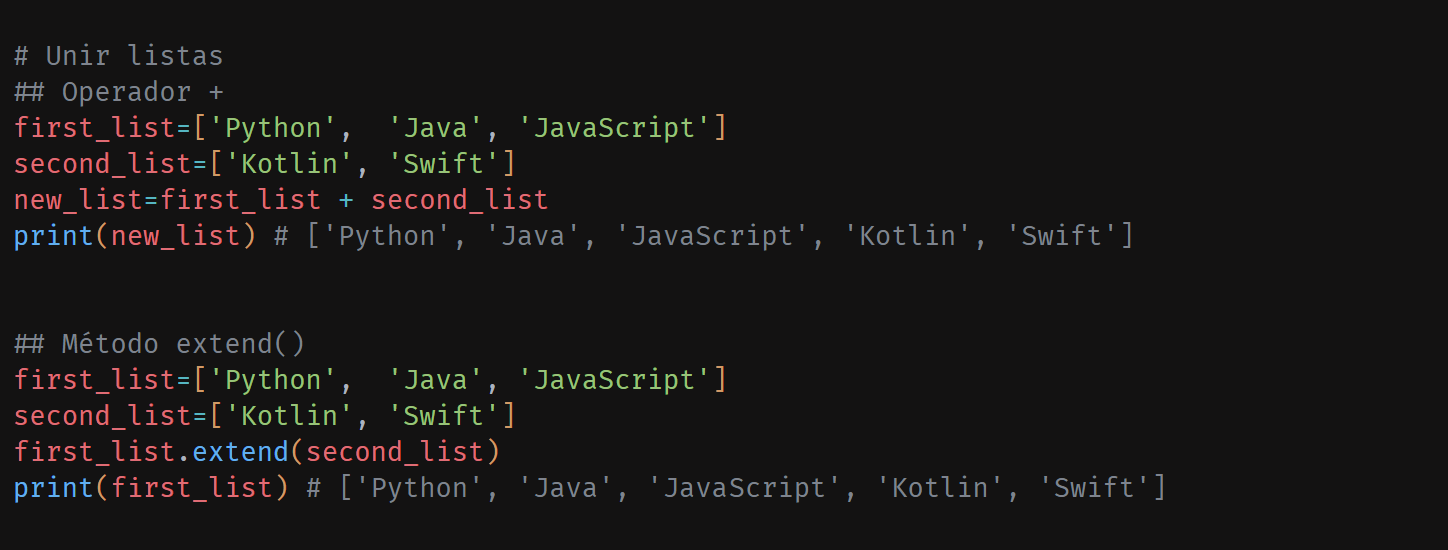 # Unir listas
## Operador +
first_list=['Python',  'Java', 'JavaScript']
second_list=['Kotlin', 'Swift']
new_list=first_list + second_list
print(new_list) # ['Python', 'Java', 'JavaScript', 'Kotlin', 'Swift']
## Método extend()
first_list=['Python',  'Java', 'JavaScript']
second_list=['Kotlin', 'Swift']
first_list.extend(second_list)
print(first_list) # ['Python', 'Java', 'JavaScript', 'Kotlin', 'Swift']